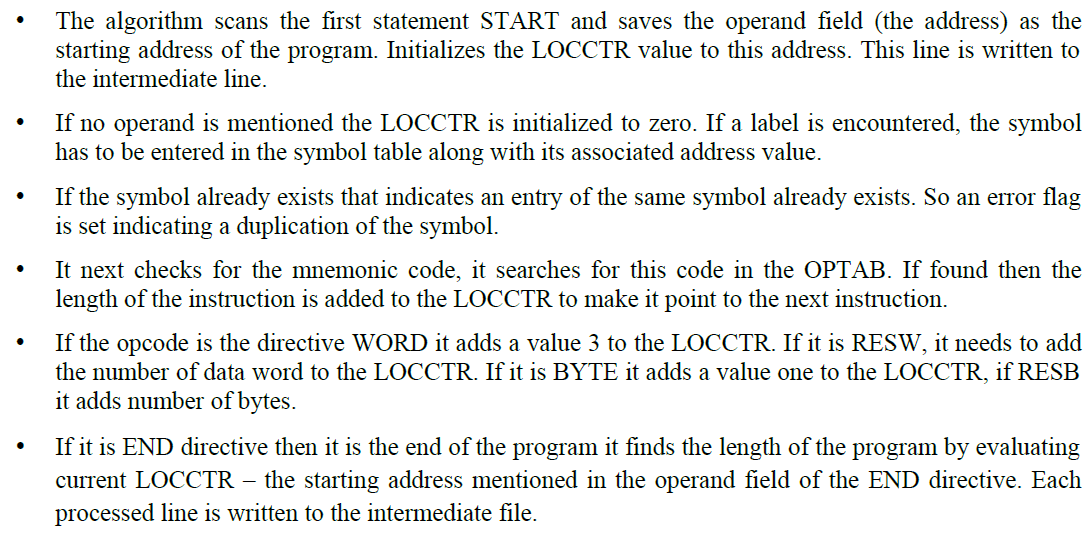 • The algorithm scans the first statement START and saves the operand field (the address) as the
starting address of the program. Initializes the LOCCTR value to this address. This line is written to
the intermediate line.
• If no operand is mentioned the LOCCTR is initialized to zero. If a label is encountered, the symbol
has to be entered in the symbol table along with its associated address value.
• If the symbol already exists that indicates an entry of the same symbol already exists. So an error flag
is set indicating a duplication of the symbol.
• It next checks for the mnemonic code, it searches for this code in the OPTAB. If found then the
length of the instruction is added to the LOCCTR to make it point to the next instruction.
• If the opcode is the directive WORD it adds a value 3 to the LOCCTR. If it is RESW, it needs to add
the number of data word to the LOCCTR. If it is BYTE it adds a value one to the LOCCTR, if RESB
it adds number of bytes.
• If it is END directive then it is the end of the program it finds the length of the program by evaluating
current LOCCTR – the starting address mentioned in the operand field of the END directive. Each
processed line is written to the intermediate file.